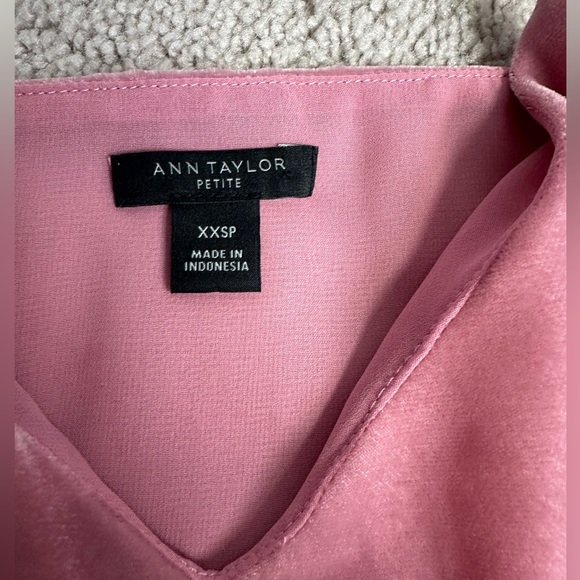 ANN TAYLOR
PETITE
XXSP
MADE IN
INDONESIA